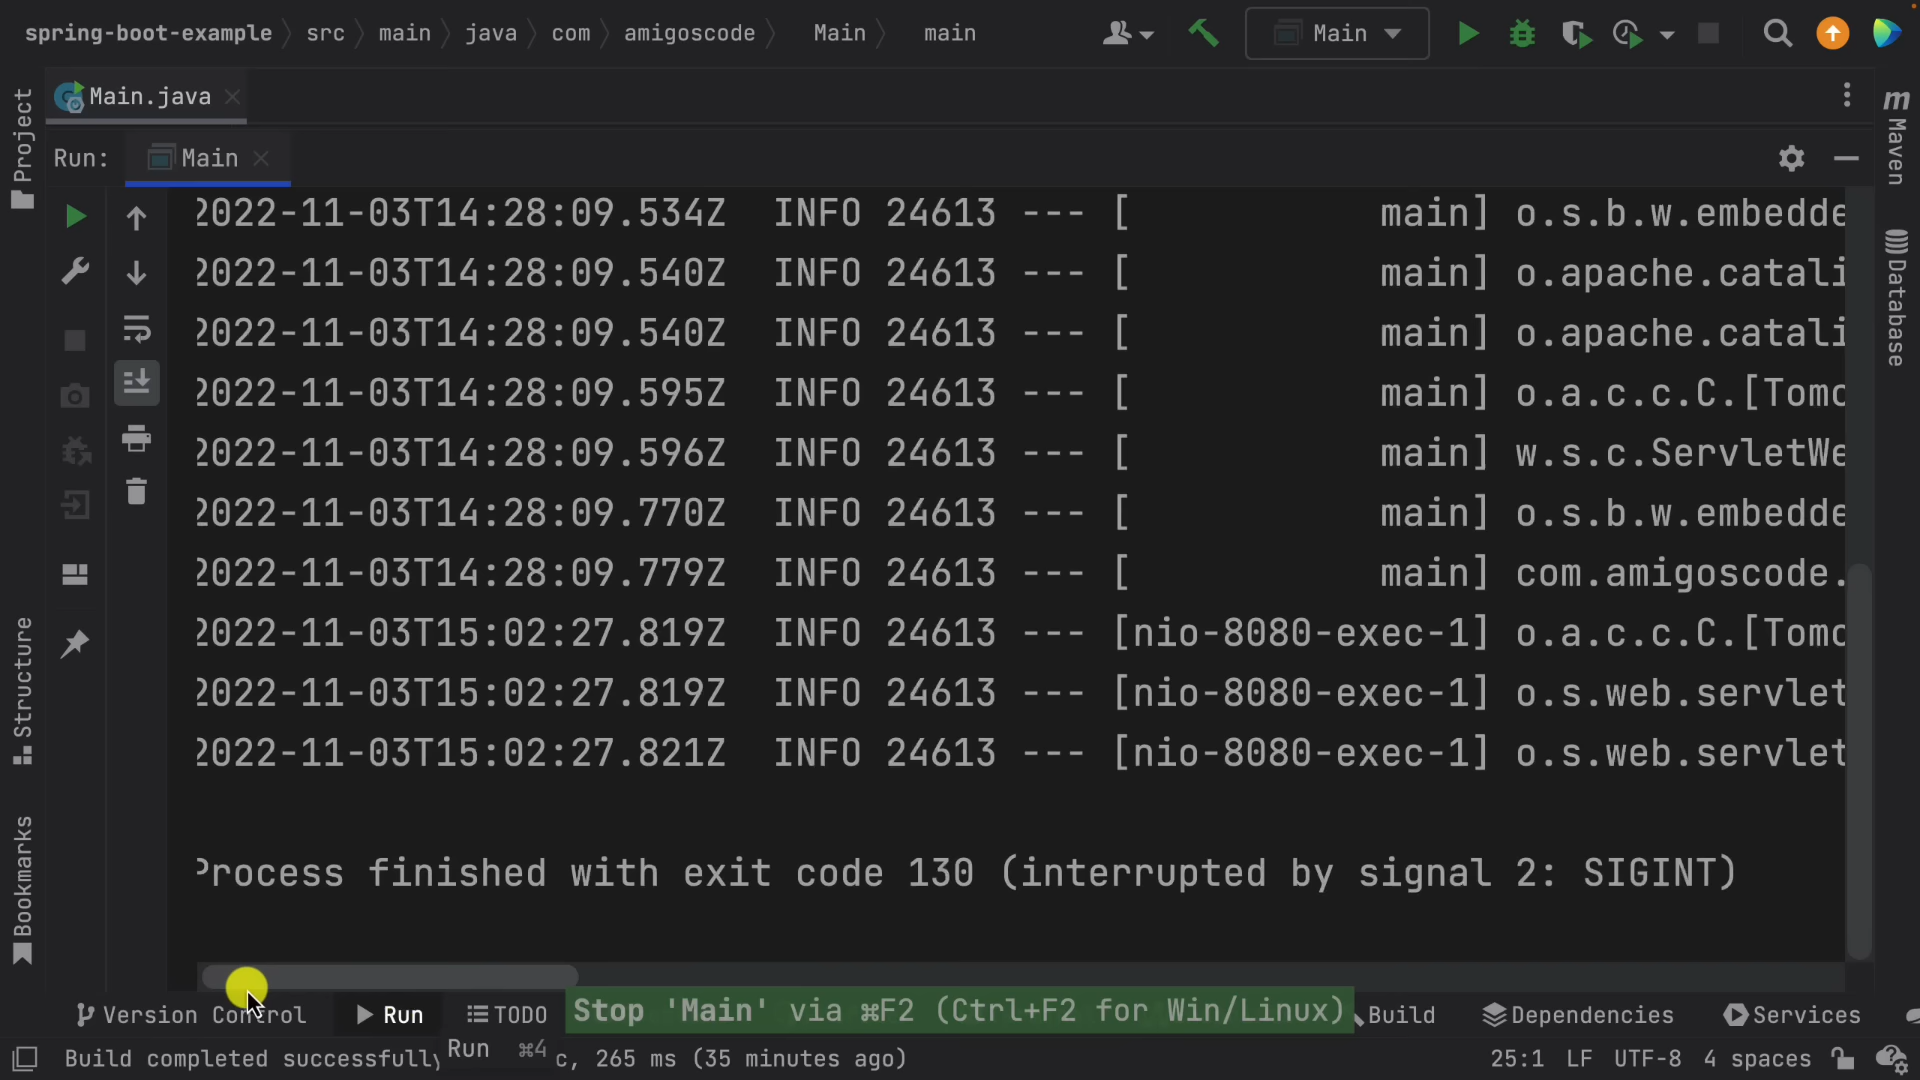 spring-boot-example src main java com amigoscode Main main Main
Main.java
Run: Main
Project
Structure
Bookmarks
m Maven
Database
2022-11-03T14:28:09.534Z INFO 24613 --- [ main] o.s.b.w.embedde
2022-11-03T14:28:09.540Z INFO 24613 --- [ main] o.apache.catali
2022-11-03T14:28:09.540Z INFO 24613 --- [ main] o.apache.catali
2022-11-03T14:28:09.595Z INFO 24613 --- [ main] o.a.c.c.C.[Tomc
2022-11-03T14:28:09.596Z INFO 24613 --- [ main] w.s.c.ServletWe
2022-11-03T14:28:09.770Z INFO 24613 --- [ main] o.s.b.w.embedde
2022-11-03T14:28:09.779Z INFO 24613 --- [ main] com.amigoscode.
2022-11-03T15:02:27.819Z INFO 24613 --- [nio-8080-exec-1] o.a.c.c.C.[Tomc
2022-11-03T15:02:27.819Z INFO 24613 --- [nio-8080-exec-1] o.s.web.servlet
2022-11-03T15:02:27.821Z INFO 24613 --- [nio-8080-exec-1] o.s.web.servlet
Process finished with exit code 130 (interrupted by signal 2: SIGINT)
Version Control Run TODO Stop 'Main' via ⌘F2 (Ctrl+F2 for Win/Linux) Build Dependencies Services
Run ⌘4
Build completed successfully c, 265 ms (35 minutes ago) 25:1 LF UTF-8 4 spaces